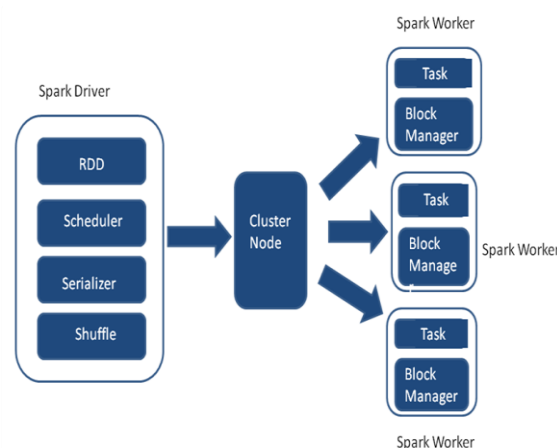 Spark Worker
Task
Block
Manager
Spark Driver
RDD
Scheduler
Serializer
Shuffle
Cluster
Node
Task
Block
Manage
r
Spark Worker
Task
Block
Manager
Spark Worker